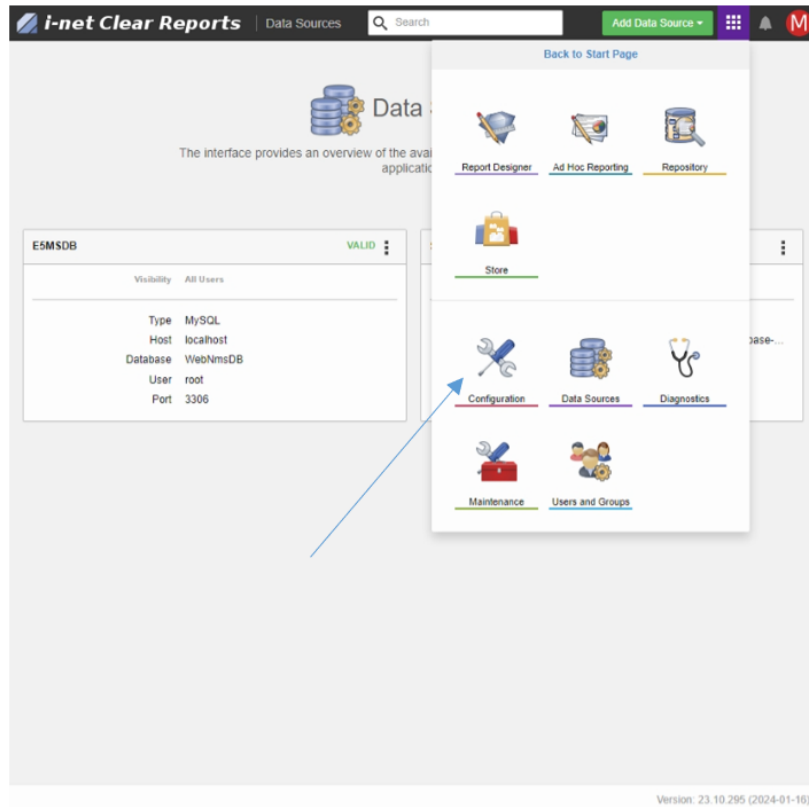 i-net Clear Reports
Data Sources
Search
Add Data Source
M
Back to Start Page
Data
The interface provides an overview of the avai
applicatio
Report Designer
Ad Hoc Reporting
Repository
Store
E5MSDB
VALID
Visibility All Users
Type MySQL
Host localhost
Database WebNmsDB
User root
Port 3306
base-...
Configuration
Data Sources
Diagnostics
Maintenance
Users and Groups
Version: 23.10.295 (2024-01-16)